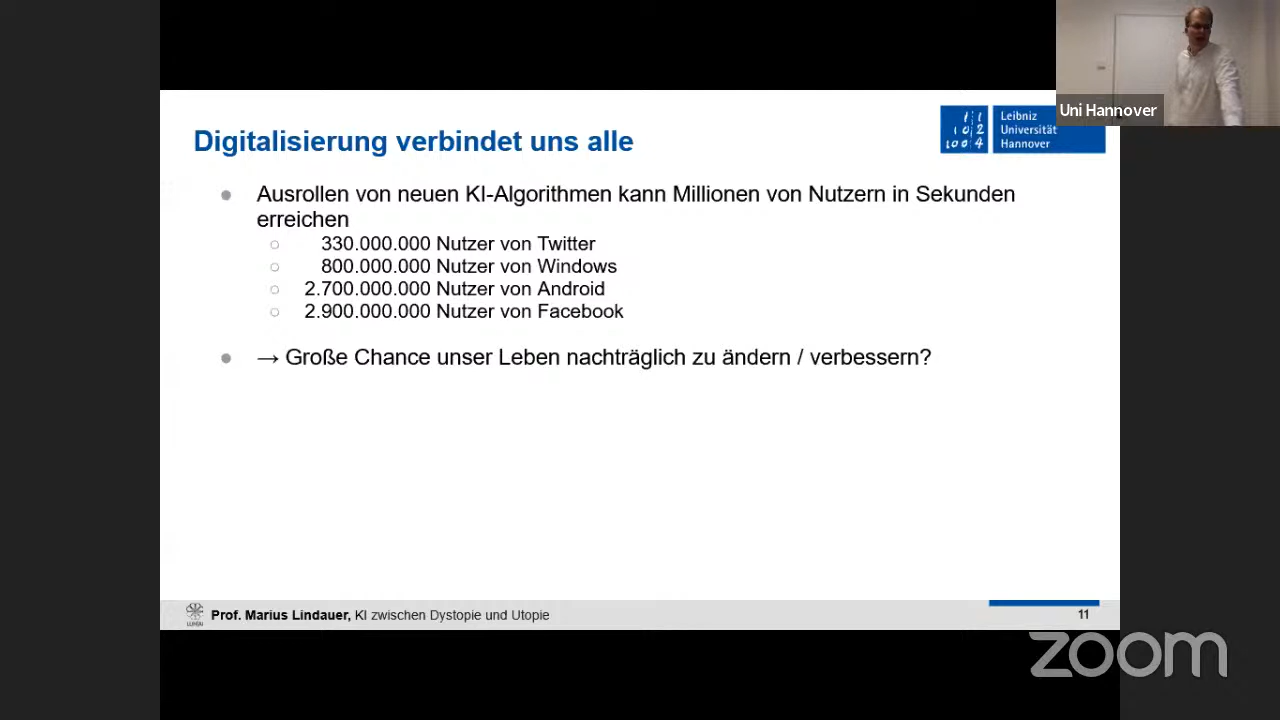 Uni Hannover
Digitalisierung verbindet uns alle
Leibniz
Universität
Hannover
Ausrollen von neuen KI-Algorithmen kann Millionen von Nutzern in Sekunden
erreichen
330.000.000 Nutzer von Twitter
800.000.000 Nutzer von Windows
2.700.000.000 Nutzer von Android
2.900.000.000 Nutzer von Facebook
→ Große Chance unser Leben nachträglich zu ändern / verbessern?
Prof. Marius Lindauer, KI zwischen Dystopie und Utopie
11
zoom